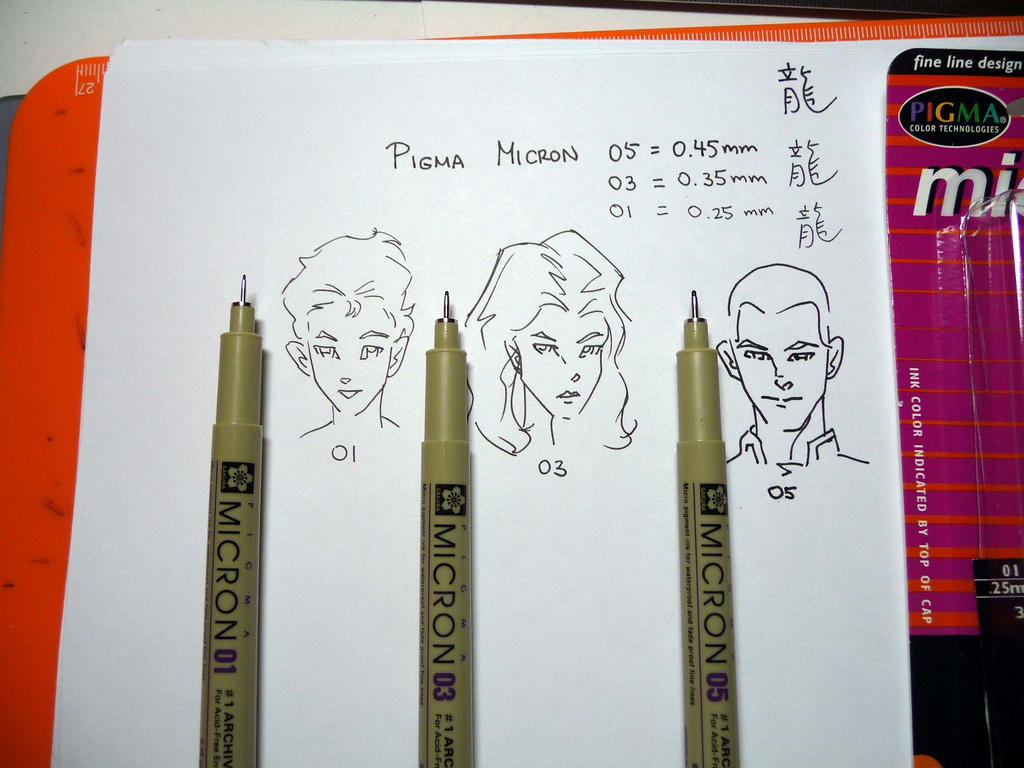 27
fine line design
PIGMA®
COLOR TECHNOLOGIES
mi
龍
PIGMA MICRON 05 = 0.45mm 龍
03 = 0.35mm
01 = 0.25 mm 龍
01
03
05
PIGMA
MICRON 01
#1 ARCHIV
For Acid-Free En
SAKURA
PIGMA
MICRON 03
Micro pigment ink for waterproof and fade proof fine lines
#1 ARC
For Acid-Fr
SAKURA
PIGMA
MICRON 05
Micro pigment ink for waterproof and fade proof fine lines
#1 ARC
For Acid-F
INK COLOR INDICATED BY TOP OF CAP
01
.25m
3